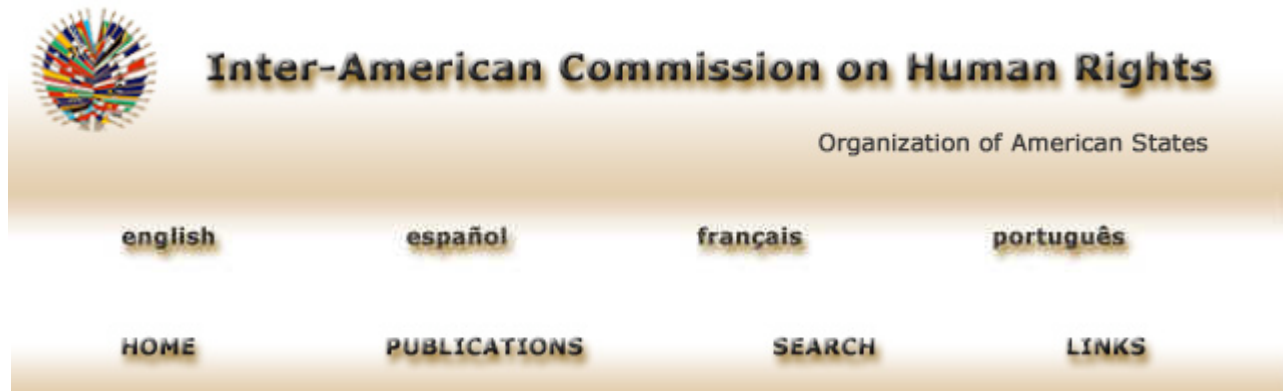 Inter-American Commission on Human Rights
Organization of American States
english español français português
HOME PUBLICATIONS SEARCH LINKS